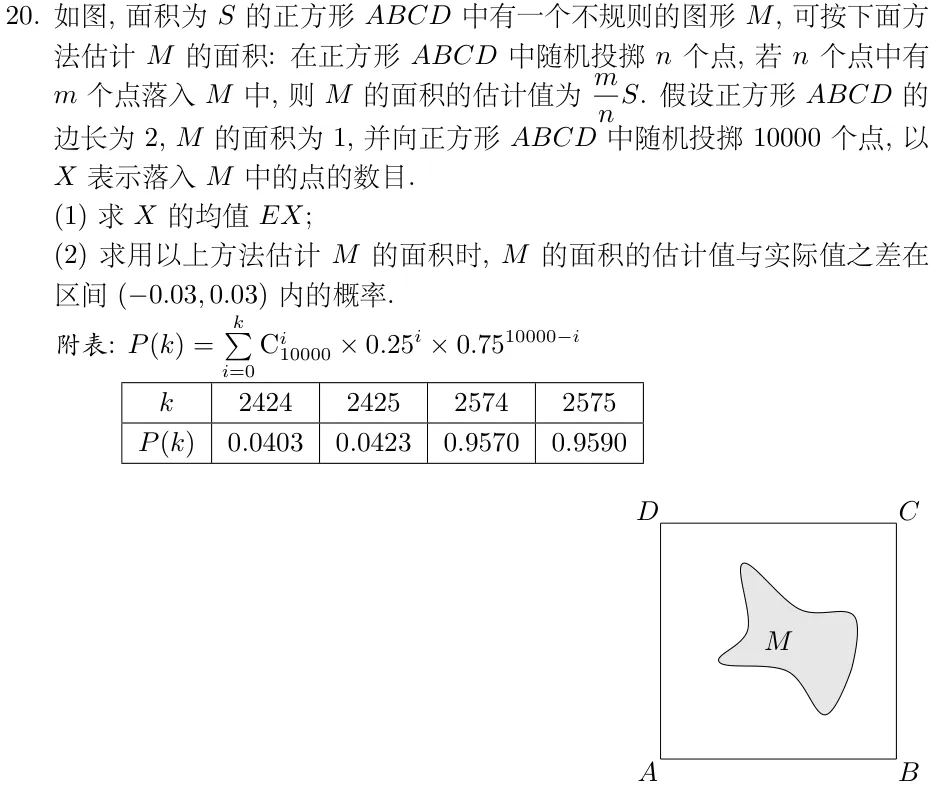 20. 如图, 面积为 S 的正方形 ABCD 中有一个不规则的图形 M, 可按下面方
法估计 M 的面积: 在正方形 ABCD 中随机投掷 n 个点, 若 n 个点中有
m 个点落入 M 中, 则 M 的面积的估计值为 \frac{m}{n}S. 假设正方形 ABCD 的
边长为 2, M 的面积为 1, 并向正方形 ABCD 中随机投掷 10000 个点, 以
X 表示落入 M 中的点的数目.
(1) 求 X 的均值 EX;
(2) 求用以上方法估计 M 的面积时, M 的面积的估计值与实际值之差在
区间 (−0.03, 0.03) 内的概率.
附表: P(k) = \sum_{i=0}^{k} C_{10000}^{i} × 0.25^{i} × 0.75^{10000−i}
k 2424 2425 2574 2575
P(k) 0.0403 0.0423 0.9570 0.9590
D C
M
A B